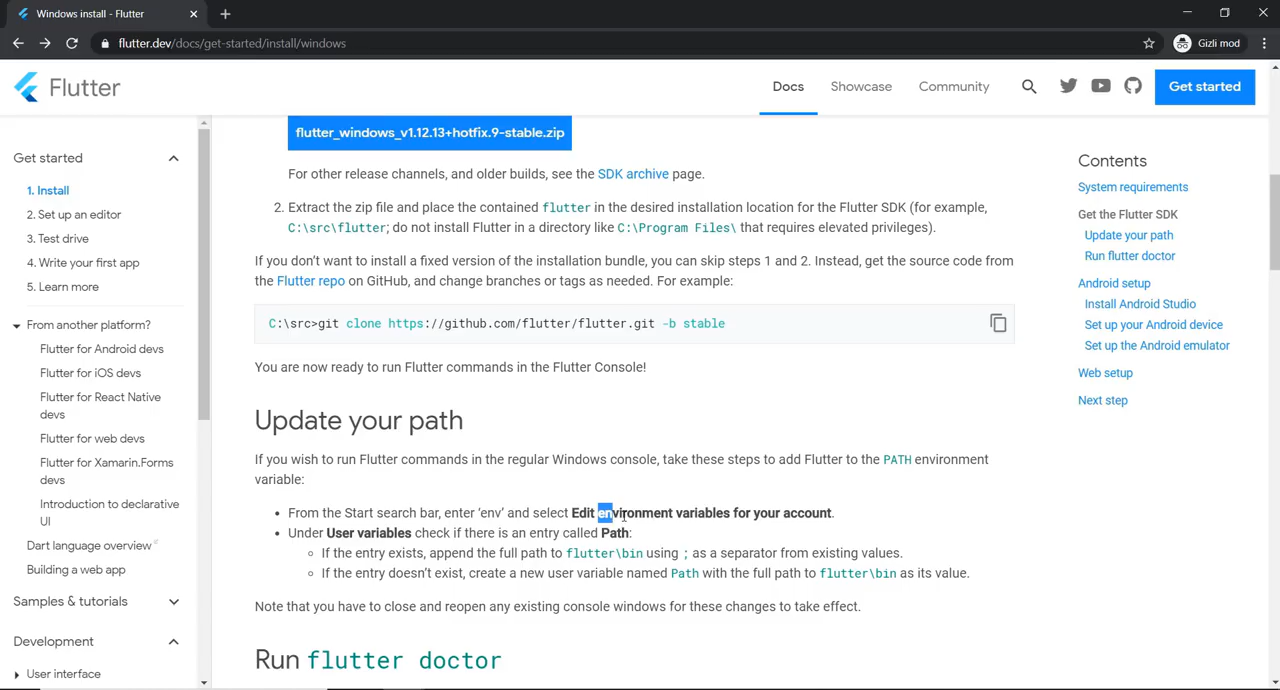 Windows install - Flutter
flutter.dev/docs/get-started/install/windows
Gizli mod
Flutter
Docs
Showcase
Community
Get started
Get started
1. Install
2. Set up an editor
3. Test drive
4. Write your first app
5. Learn more
From another platform?
Flutter for Android devs
Flutter for iOS devs
Flutter for React Native
devs
Flutter for web devs
Flutter for Xamarin.Forms
devs
Introduction to declarative
UI
Dart language overview
Building a web app
Samples & tutorials
Development
User interface
flutter_windows_v1.12.13+hotfix.9-stable.zip
For other release channels, and older builds, see the SDK archive page.
2. Extract the zip file and place the contained flutter in the desired installation location for the Flutter SDK (for example,
C:\src\flutter; do not install Flutter in a directory like C:\Program Files\ that requires elevated privileges).
If you don’t want to install a fixed version of the installation bundle, you can skip steps 1 and 2. Instead, get the source code from
the Flutter repo on GitHub, and change branches or tags as needed. For example:
C:\src>git clone https://github.com/flutter/flutter.git -b stable
You are now ready to run Flutter commands in the Flutter Console!
Update your path
If you wish to run Flutter commands in the regular Windows console, take these steps to add Flutter to the PATH environment
variable:
• From the Start search bar, enter ‘env’ and select Edit environment variables for your account.
• Under User variables check if there is an entry called Path:
◦ If the entry exists, append the full path to flutter\bin using ; as a separator from existing values.
◦ If the entry doesn’t exist, create a new user variable named Path with the full path to flutter\bin as its value.
Note that you have to close and reopen any existing console windows for these changes to take effect.
Run flutter doctor
Contents
System requirements
Get the Flutter SDK
Update your path
Run flutter doctor
Android setup
Install Android Studio
Set up your Android device
Set up the Android emulator
Web setup
Next step